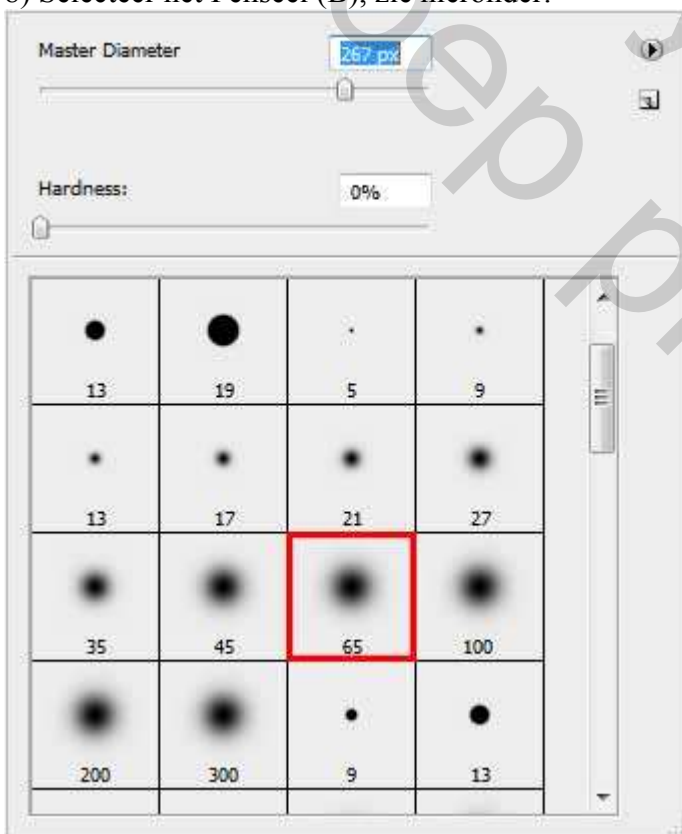 6) Selecteer het Penseel (B), zie hieronder:
Master Diameter
267 px
Hardness:
0%
13 19 5 9
13 17 21 27
35 45 65 100
200 300 9 13